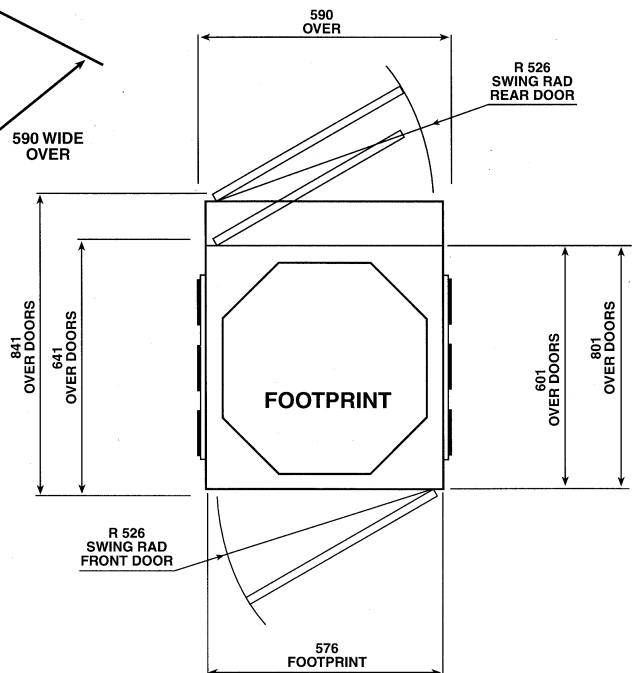 590
OVER
R 526
SWING RAD
REAR DOOR
590 WIDE
OVER
841
OVER DOORS
641
OVER DOORS
FOOTPRINT
601
OVER DOORS
801
OVER DOORS
R 526
SWING RAD
FRONT DOOR
576
FOOTPRINT